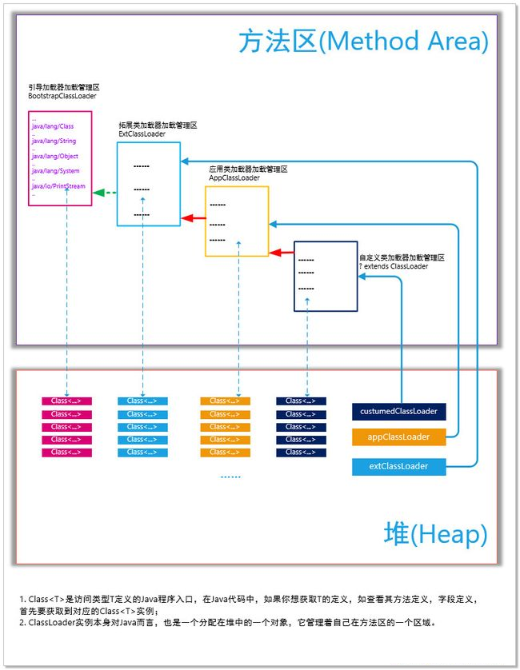 方法区(Method Area)
引导加载器加载管理区
BootstrapClassLoader
...
java/lang/Class
java/lang/String
java/lang/Object
java/lang/System
java/io/PrintStream
...
拓展类加载器加载管理区
ExtClassLoader
......
......
......
应用类加载器加载管理区
AppClassLoader
......
......
......
自定义类加载器加载管理区
? extends ClassLoader
......
......
......
Class<...> Class<...> Class<...> Class<...>
Class<...> Class<...> Class<...> Class<...>
Class<...> Class<...> Class<...> Class<...>
Class<...> Class<...> Class<...> Class<...>
Class<...> Class<...> Class<...> Class<...>
......
custumedClassLoader
appClassLoader
extClassLoader
堆(Heap)
1. Class<T>是访问类型T定义的Java程序入口，在Java代码中，如果你想获取T的定义，如查看其方法定义，字段定义，
首先要获取到对应的Class<T>实例；
2. ClassLoader实例本身对Java而言，也是一个分配在堆中的一个对象，它管理着自己在方法区的一个区域。